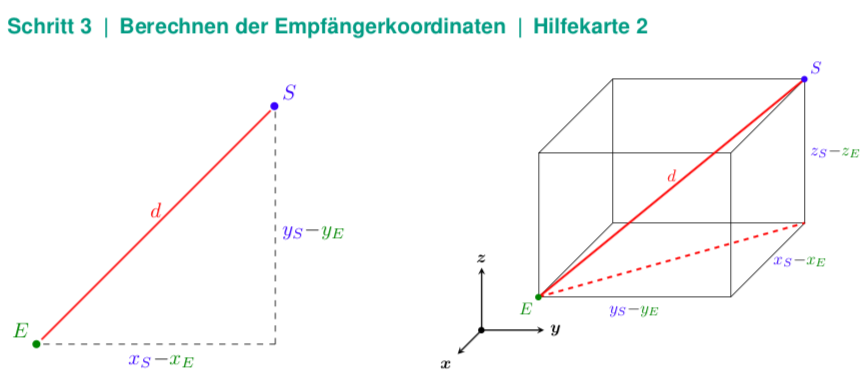 Schritt 3 | Berechnen der Empfängerkoordinaten | Hilfekarte 2
S
d
y_S−y_E
E
x_S−x_E
S
z_S−z_E
d
x_S−x_E
z
E
y_S−y_E
y
x